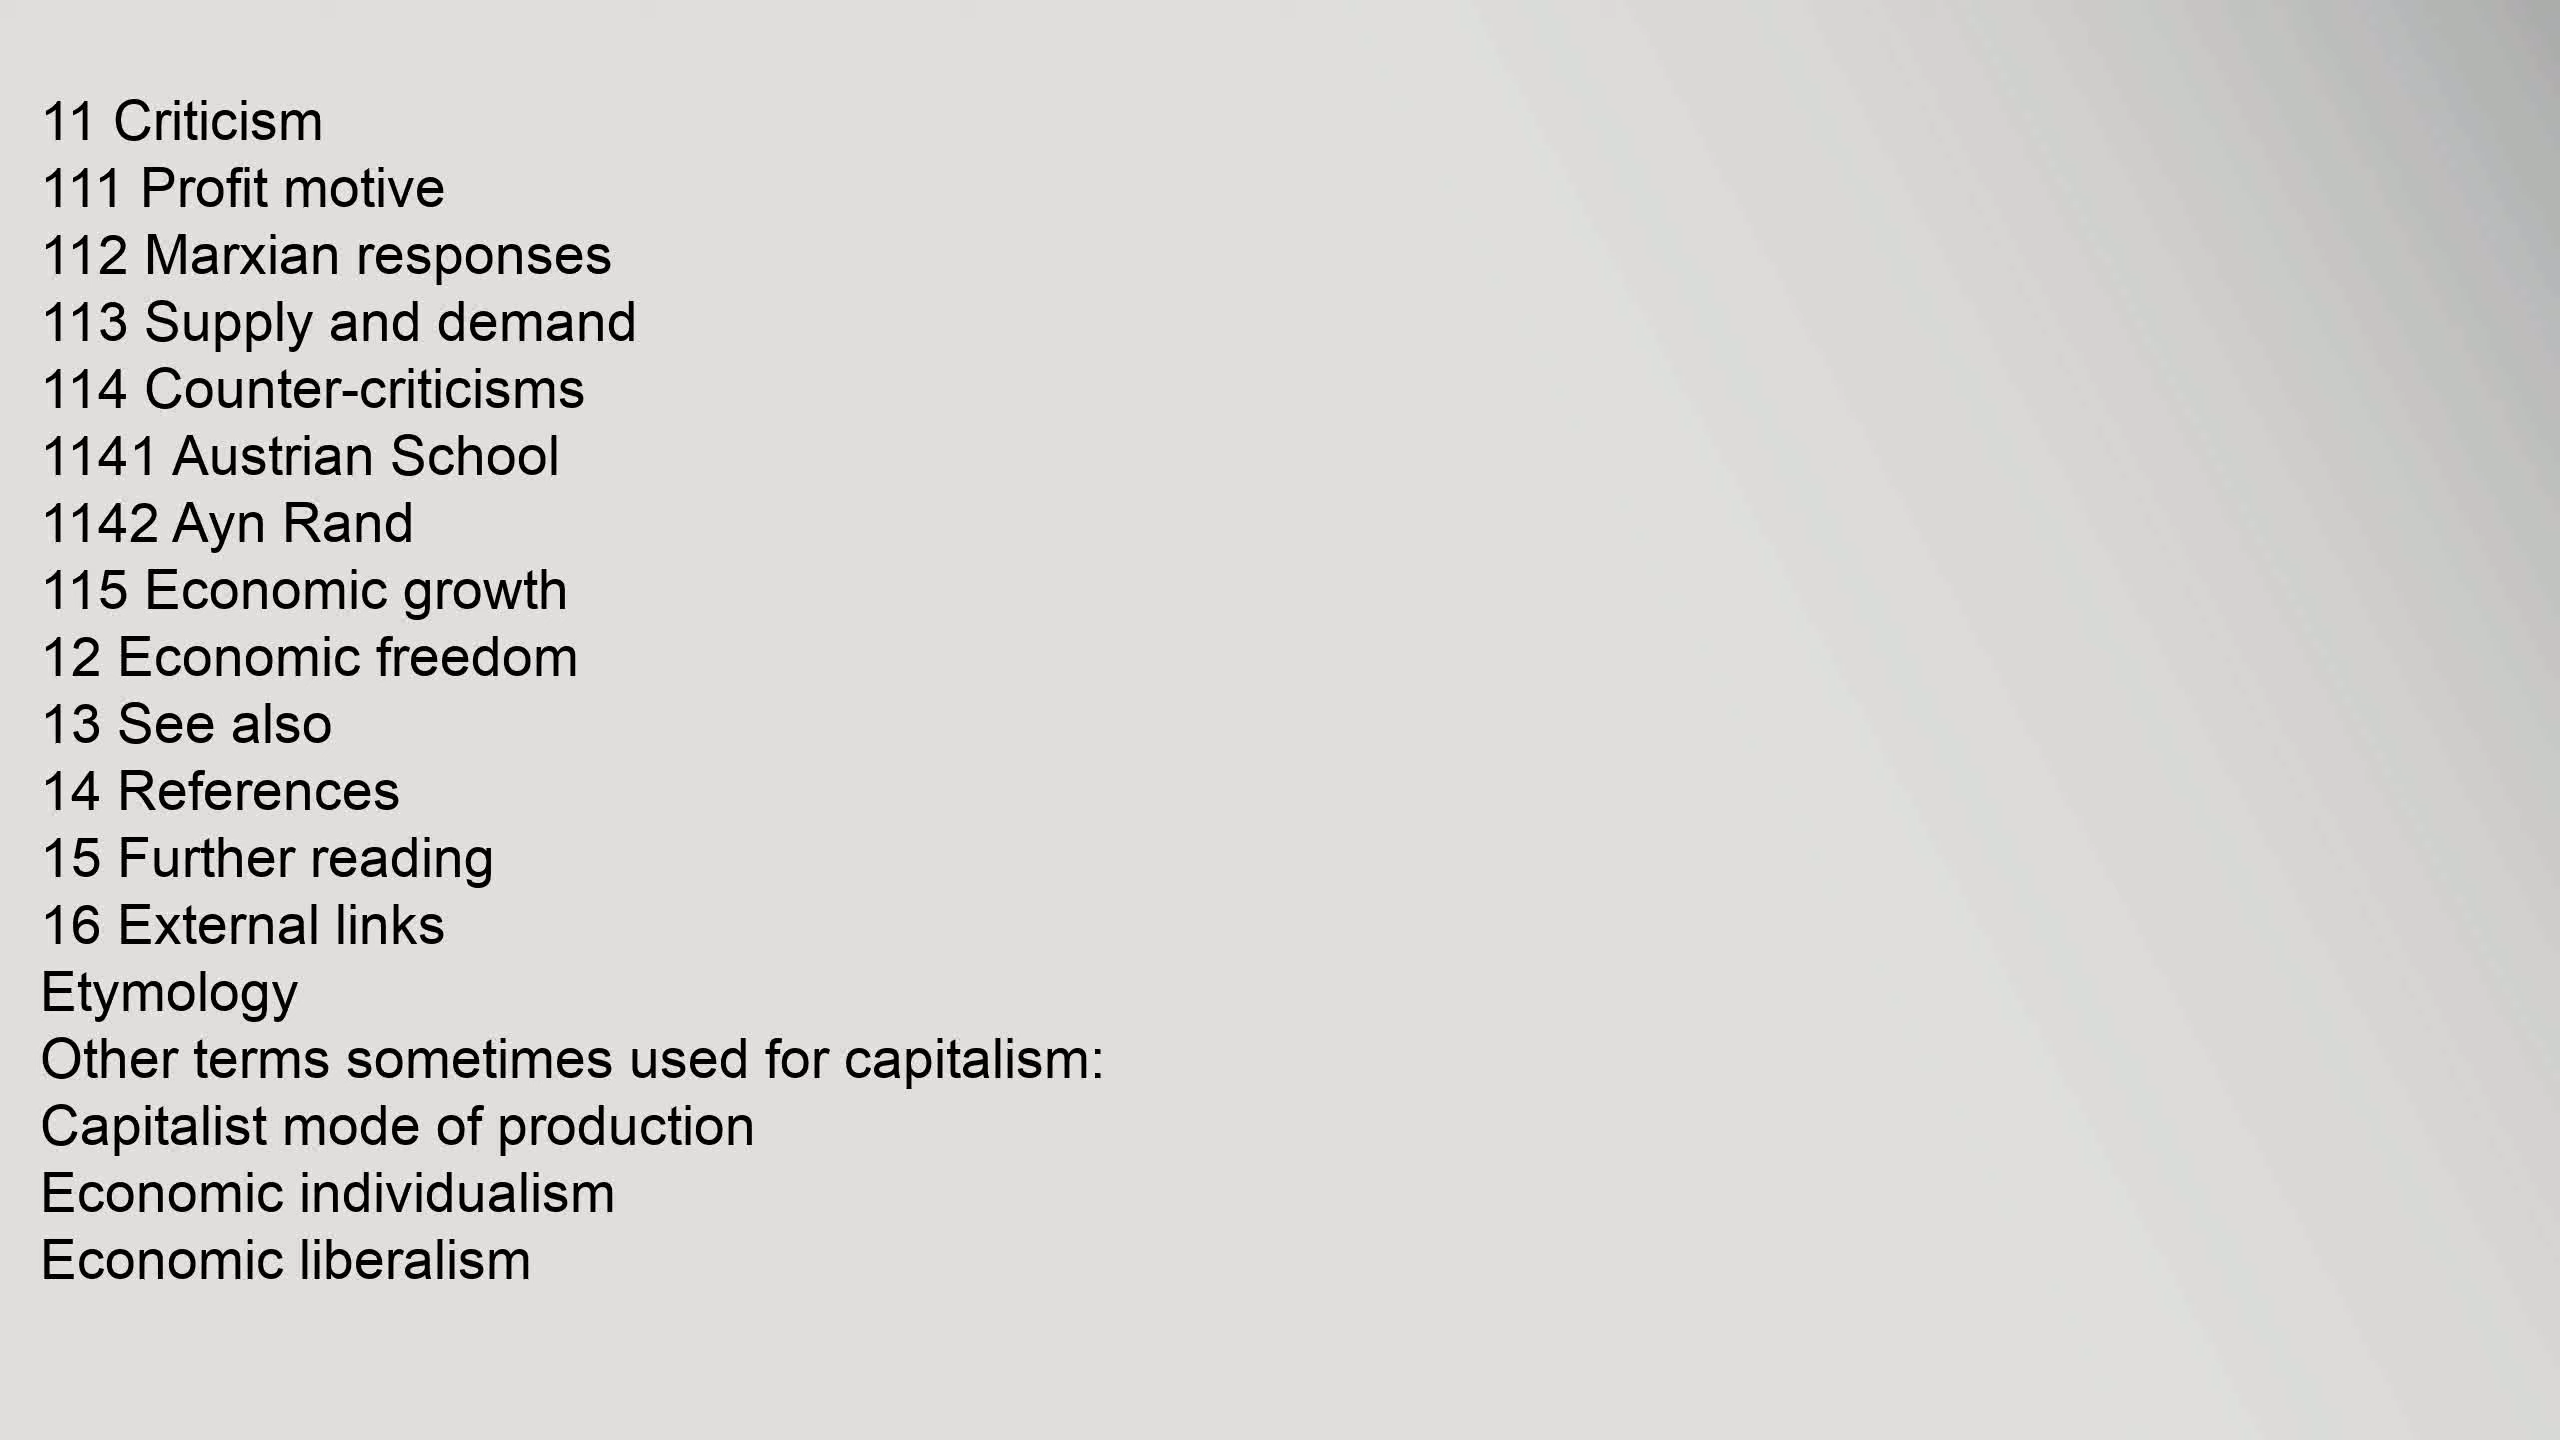 11 Criticism
111 Profit motive
112 Marxian responses
113 Supply and demand
114 Counter-criticisms
1141 Austrian School
1142 Ayn Rand
115 Economic growth
12 Economic freedom
13 See also
14 References
15 Further reading
16 External links
Etymology
Other terms sometimes used for capitalism:
Capitalist mode of production
Economic individualism
Economic liberalism